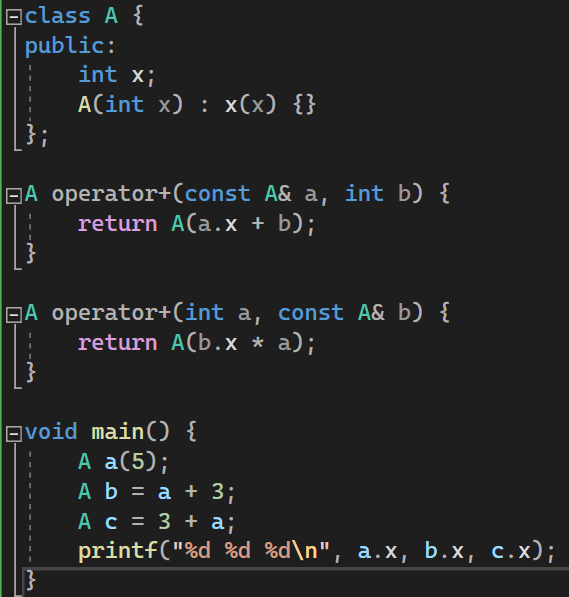 class A {
public:
    int x;
    A(int x) : x(x) {}
};

A operator+(const A& a, int b) {
    return A(a.x + b);
}

A operator+(int a, const A& b) {
    return A(b.x * a);
}

void main() {
    A a(5);
    A b = a + 3;
    A c = 3 + a;
    printf("%d %d %d\n", a.x, b.x, c.x);
}